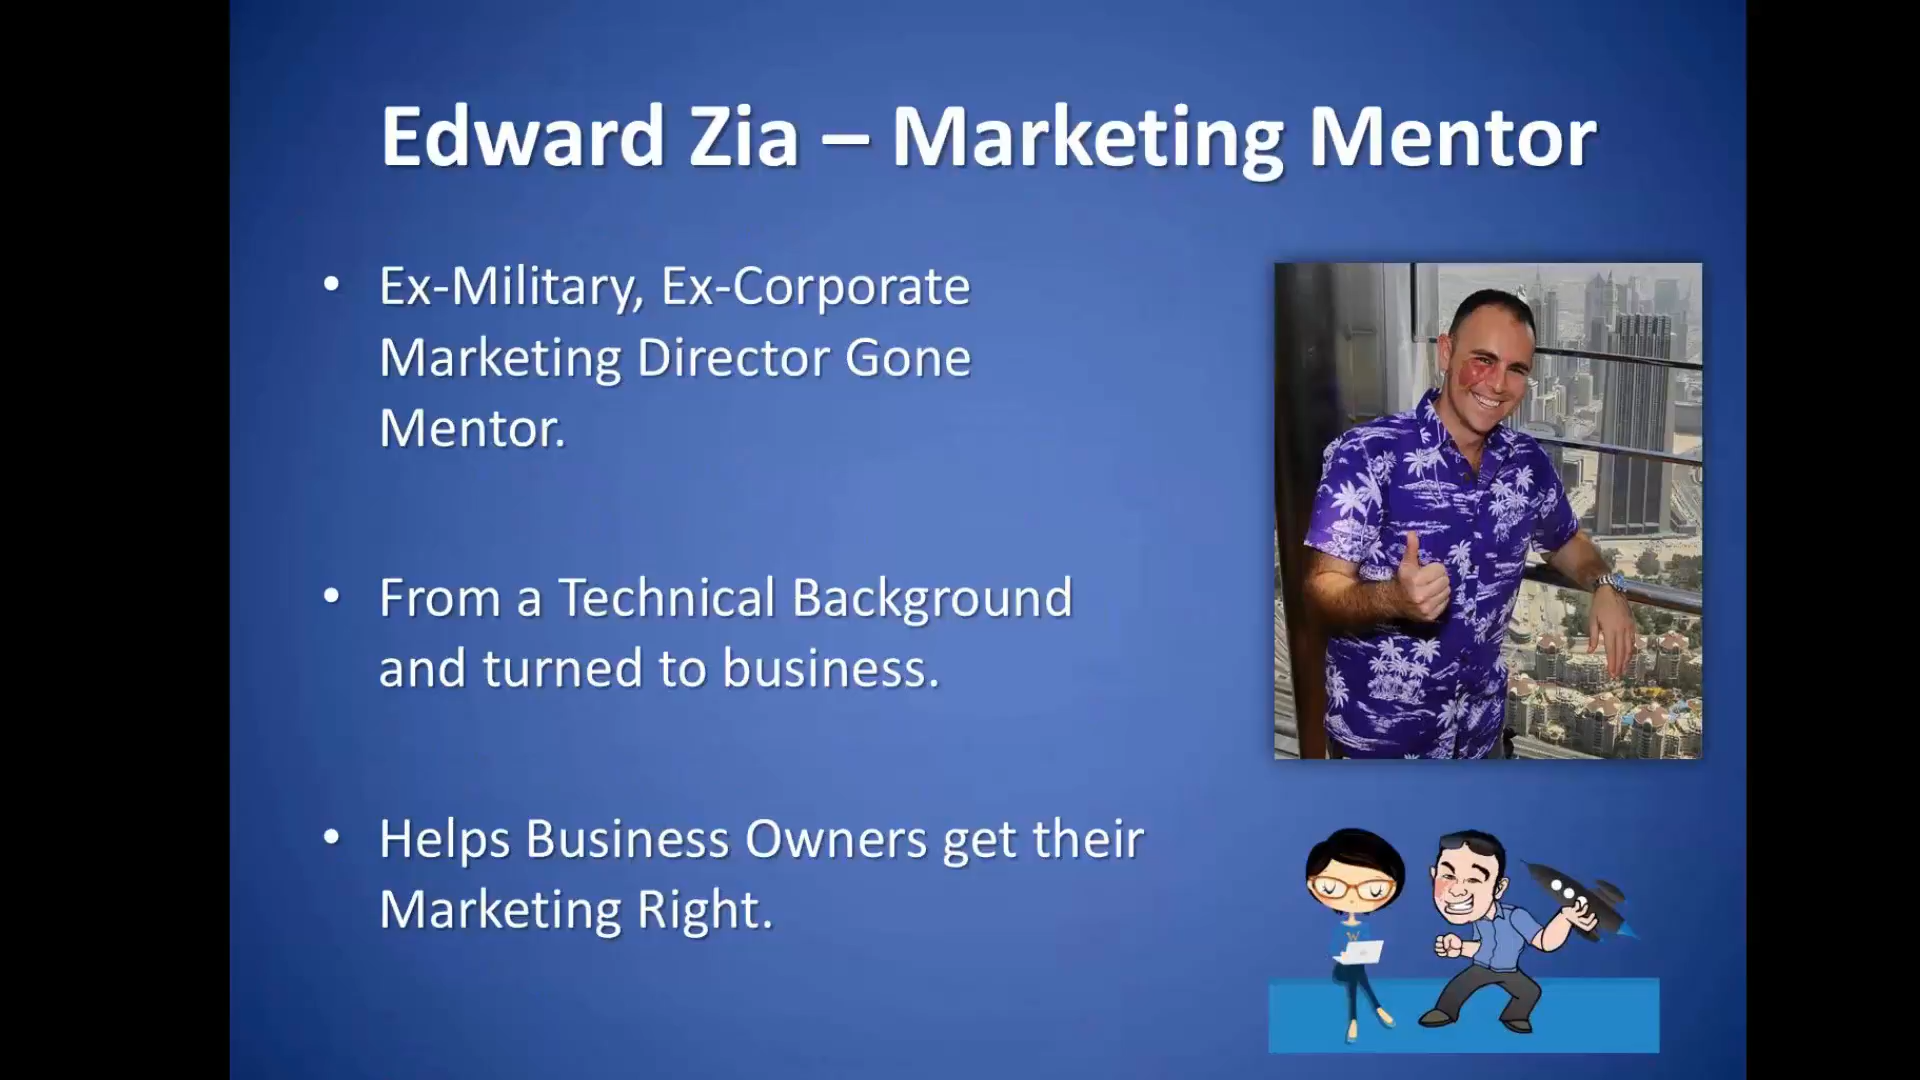 Edward Zia – Marketing Mentor
• Ex-Military, Ex-Corporate
Marketing Director Gone
Mentor.
• From a Technical Background
and turned to business.
• Helps Business Owners get their
Marketing Right.
W